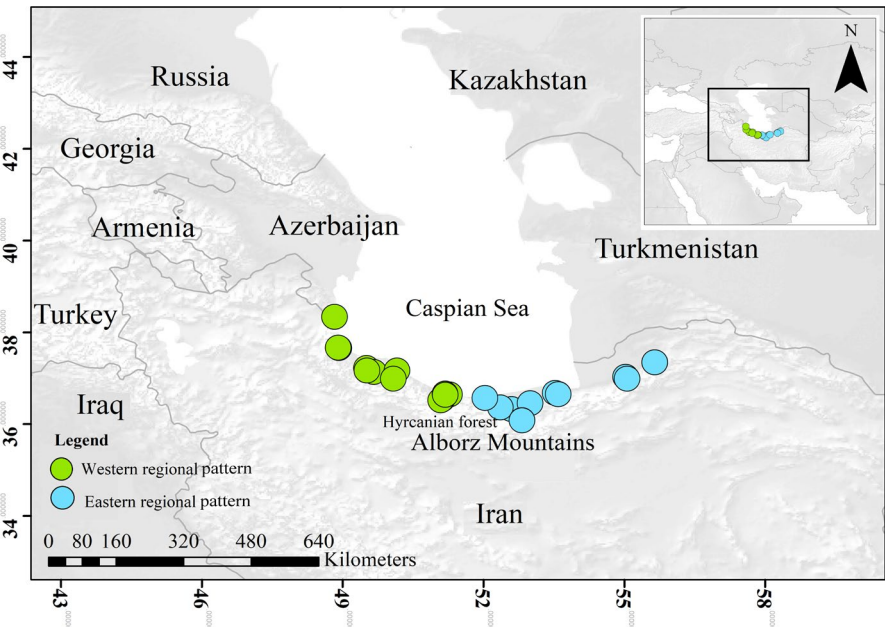 N
Russia
Kazakhstan
Georgia
Armenia
Azerbaijan
Turkmenistan
Caspian Sea
Turkey
Iraq
Hyrcanian forest
Alborz Mountains
Legend
Western regional pattern
Eastern regional pattern
Iran
0 80 160 320 480 640
Kilometers
44
42
40
38
36
34
43 46 49 52 55 58